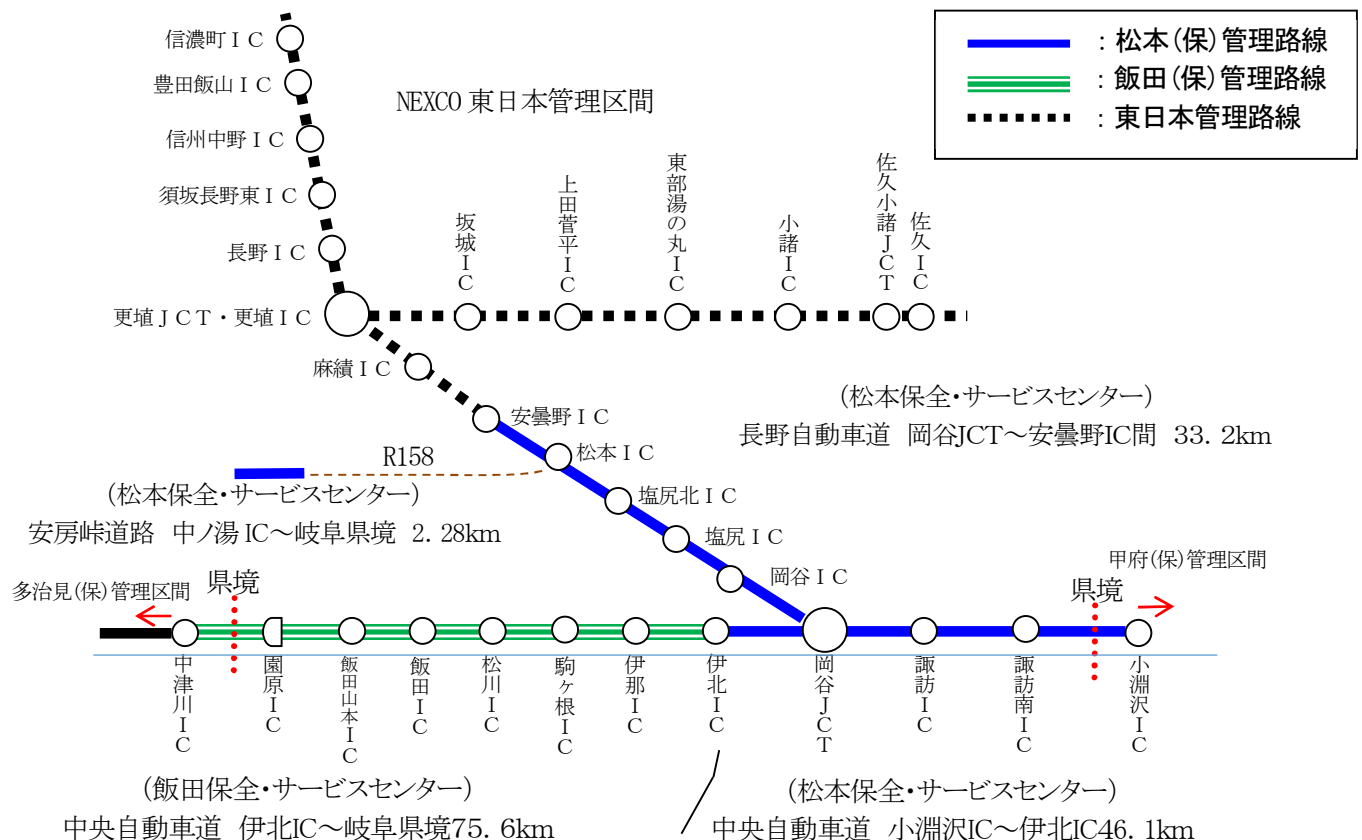 信濃町ＩＣ
豊田飯山ＩＣ
信州中野ＩＣ
須坂長野東ＩＣ
長野ＩＣ
更埴ＪＣＴ・更埴ＩＣ
麻績ＩＣ
安曇野ＩＣ
松本ＩＣ
塩尻北ＩＣ
塩尻ＩＣ
岡谷ＩＣ
NEXCO 東日本管理区間
：松本(保)管理路線
：飯田(保)管理路線
：東日本管理路線
坂城ＩＣ
上田菅平ＩＣ
東部湯の丸ＩＣ
小諸ＩＣ
佐久小諸ＪＣＴ
佐久ＩＣ
(松本保全・サービスセンター)
長野自動車道 岡谷JCT～安曇野IC間 33.2km
R158
(松本保全・サービスセンター)
安房峠道路 中ノ湯IC～岐阜県境 2.28km
多治見(保)管理区間
県境
甲府(保)管理区間
県境
中津川ＩＣ
園原ＩＣ
飯田山本ＩＣ
飯田ＩＣ
松川ＩＣ
駒ヶ根ＩＣ
伊那ＩＣ
伊北ＩＣ
岡谷ＪＣＴ
諏訪ＩＣ
諏訪南ＩＣ
小淵沢ＩＣ
(飯田保全・サービスセンター)
中央自動車道 伊北IC～岐阜県境75.6km
(松本保全・サービスセンター)
中央自動車道 小淵沢IC～伊北IC46.1km